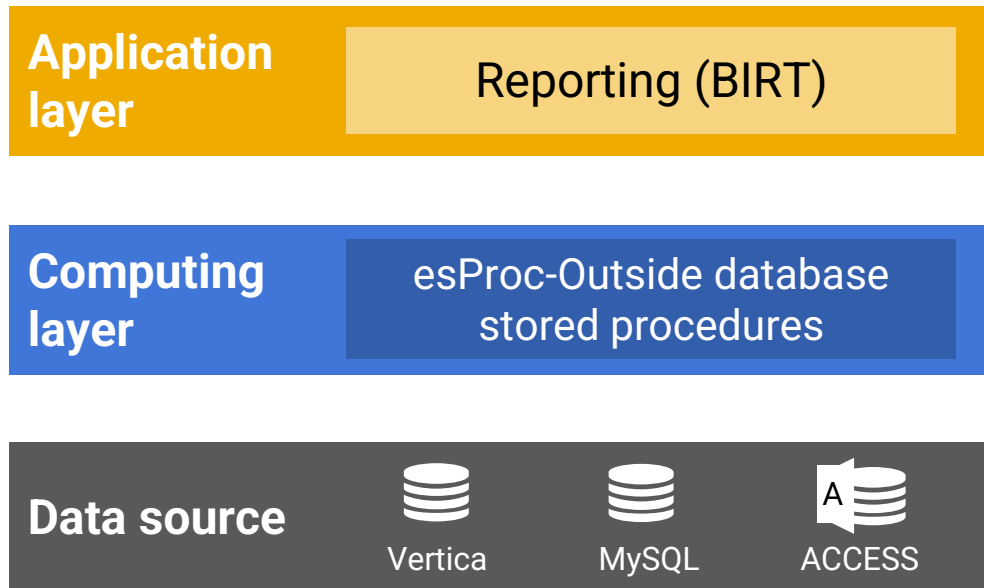 Application
layer
Reporting (BIRT)
Computing
layer
esProc-Outside database
stored procedures
Data source
A
Vertica
MySQL
ACCESS